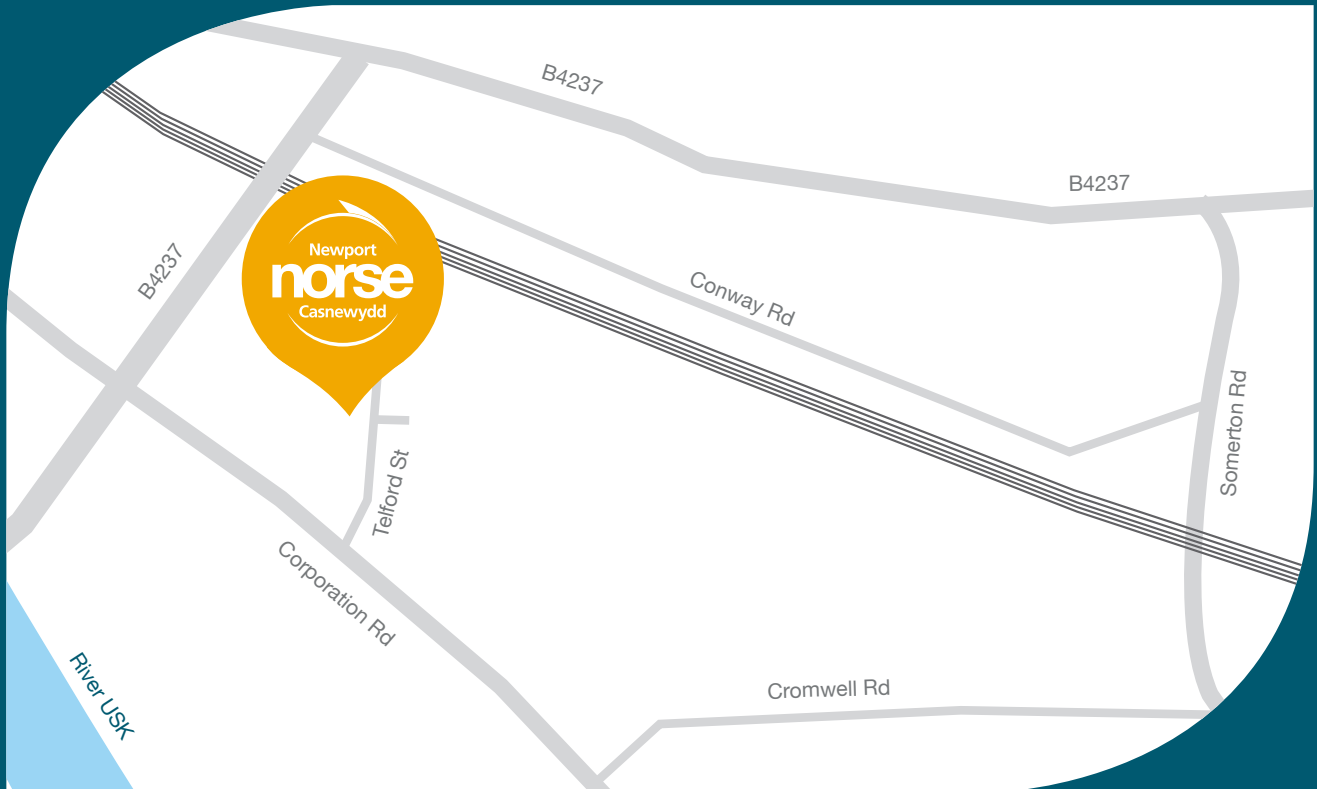 B4237
B4237
B4237
Newport
norse
Casnewydd
Conway Rd
Somerton Rd
Telford St
Corporation Rd
River USK
Cromwell Rd